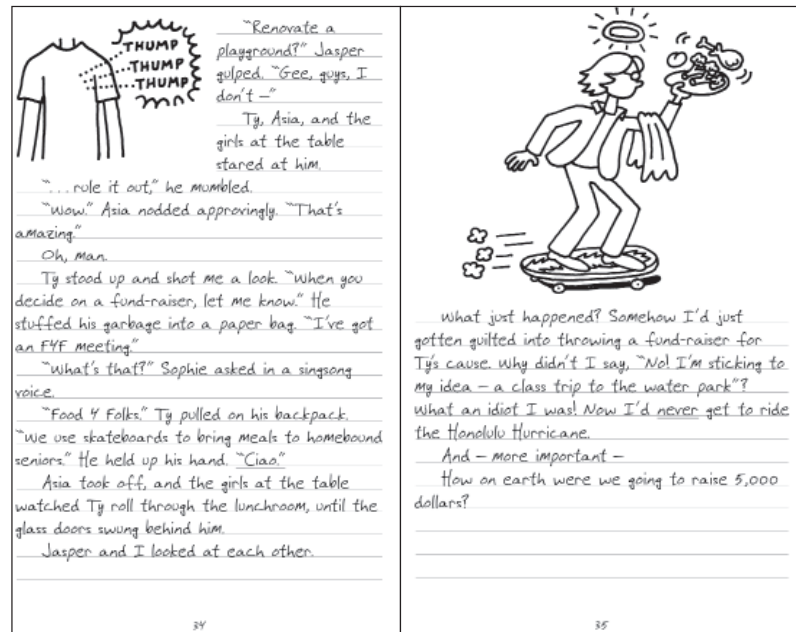 THUMP
THUMP
THUMP
"Renovate a
playground?" Jasper
gulped. "Gee, guys, I
don't –"
Ty, Asia, and the
girls at the table
stared at him.
"...rule it out," he mumbled.
"Wow." Asia nodded approvingly. "That's
amazing."
Oh, man.
Ty stood up and shot me a look. "When you
decide on a fund-raiser, let me know." He
stuffed his garbage into a paper bag. "I've got
an F4F meeting."
"What's that?" Sophie asked in a singsong
voice.
"Food 4 Folks." Ty pulled on his backpack.
"We use skateboards to bring meals to homebound
seniors." He held up his hand. "Ciao."
Asia took off, and the girls at the table
watched Ty roll through the lunchroom, until the
glass doors swung behind him.
Jasper and I looked at each other.
34
What just happened? Somehow I'd just
gotten guilted into throwing a fund-raiser for
Ty's cause. Why didn't I say, "No! I'm sticking to
my idea – a class trip to the water park"?
What an idiot I was! Now I'd never get to ride
the Honolulu Hurricane.
And – more important –
How on earth were we going to raise 5,000
dollars?
35